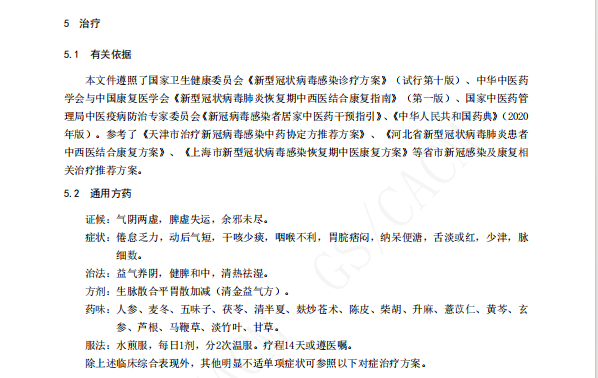 5 治疗
5.1 有关依据
本文件遵照了国家卫生健康委员会《新型冠状病毒感染诊疗方案》（试行第十版）、中华中医药
学会与中国康复医学会《新型冠状病毒肺炎恢复期中西医结合康复指南》（第一版）、国家中医药管
理局中医疫病防治专家委员会《新冠病毒感染者居家中医药干预指引》、《中华人民共和国药典》（2020
年版）。参考了《天津市治疗新冠病毒感染中药协定方推荐方案》、《河北省新型冠状病毒肺炎患者
中西医结合康复方案》、《上海市新型冠状病毒感染恢复期中医康复方案》等省市新冠感染及康复相
关治疗推荐方案。
5.2 通用方药
证候：气阴两虚，脾虚失运，余邪未尽。
症状：倦怠乏力，动后气短，干咳少痰，咽喉不利，胃脘痞闷，纳呆便溏，舌淡或红，少津，脉
细数。
治法：益气养阴，健脾和中，清热祛湿。
方剂：生脉散合平胃散加减（清金益气方）。
药味：人参、麦冬、五味子、茯苓、清半夏、麸炒苍术、陈皮、柴胡、升麻、薏苡仁、黄芩、玄
参、芦根、马鞭草、淡竹叶、甘草。
服法：水煎服，每日1剂，分2次温服。疗程14天或遵医嘱。
除上述临床综合表现外，其他明显不适单项症状可参照以下对症治疗方案。
GS/CACM